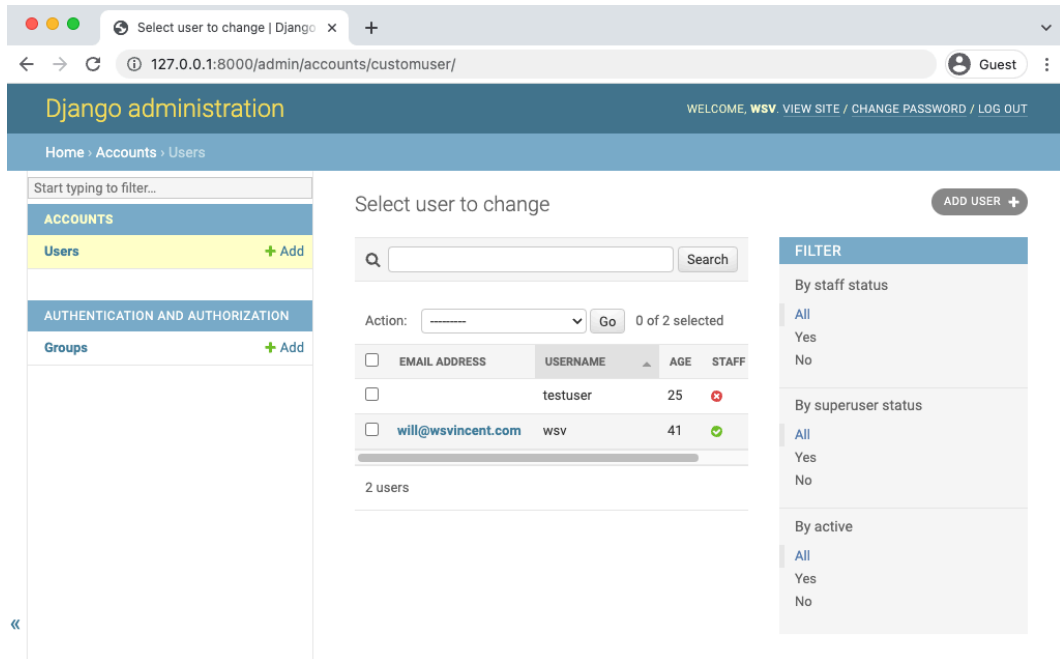 Select user to change | Django
127.0.0.1:8000/admin/accounts/customuser/
Guest
Django administration
WELCOME, WSV. VIEW SITE / CHANGE PASSWORD / LOG OUT
Home › Accounts › Users
Start typing to filter...
ACCOUNTS
Users + Add
AUTHENTICATION AND AUTHORIZATION
Groups + Add
«
Select user to change
ADD USER +
Search
Action: --------- Go 0 of 2 selected
EMAIL ADDRESS USERNAME AGE STAFF
testuser 25
will@wsvincent.com wsv 41
2 users
FILTER
By staff status
All
Yes
No
By superuser status
All
Yes
No
By active
All
Yes
No